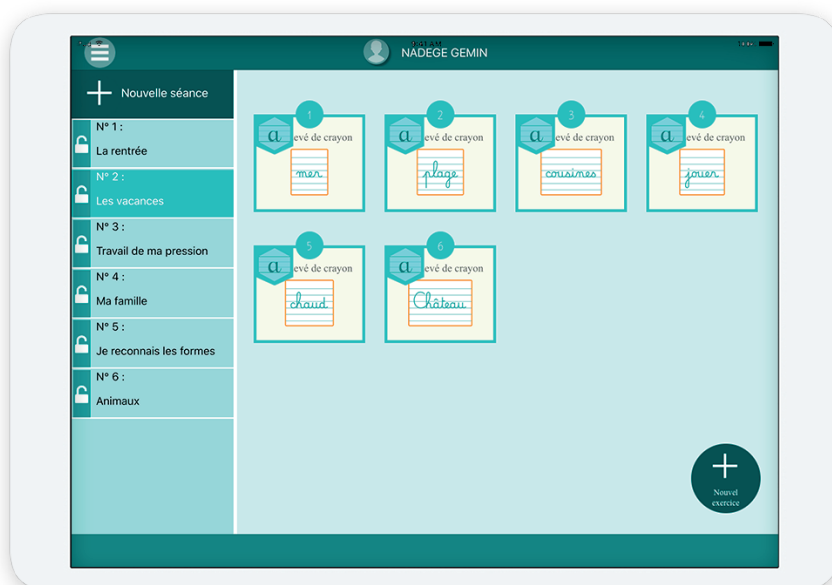 NADEGE GEMIN
Nouvelle séance
N° 1 :
La rentrée
N° 2 :
Les vacances
N° 3 :
Travail de ma pression
N° 4 :
Ma famille
N° 5 :
Je reconnais les formes
N° 6 :
Animaux
1
a evé de crayon
mer
2
a evé de crayon
plage
3
a evé de crayon
cousines
4
a evé de crayon
jouer
5
a evé de crayon
chaud
6
a evé de crayon
Château
Nouvel
exercice